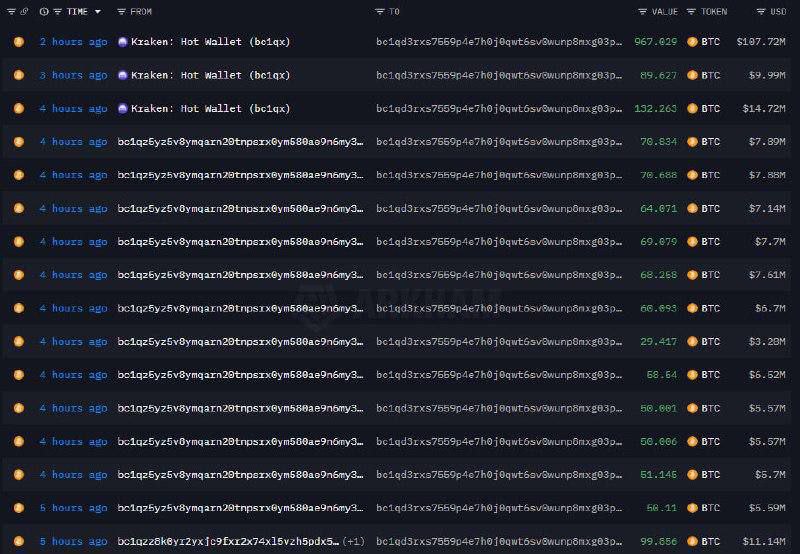 TIME FROM TO VALUE TOKEN USD
2 hours ago Kraken: Hot Wallet (bc1qx) bc1qd3rxs7559p4e7h0j0qwt6sv0wunp8mxg03p… 967.029 BTC $107.72M
3 hours ago Kraken: Hot Wallet (bc1qx) bc1qd3rxs7559p4e7h0j0qwt6sv0wunp8mxg03p… 89.627 BTC $9.99M
4 hours ago Kraken: Hot Wallet (bc1qx) bc1qd3rxs7559p4e7h0j0qwt6sv0wunp8mxg03p… 132.263 BTC $14.72M
4 hours ago bc1qz5yz5v8ymqarn20tnpsrx0ym580ae9n6my3… bc1qd3rxs7559p4e7h0j0qwt6sv0wunp8mxg03p… 70.834 BTC $7.89M
4 hours ago bc1qz5yz5v8ymqarn20tnpsrx0ym580ae9n6my3… bc1qd3rxs7559p4e7h0j0qwt6sv0wunp8mxg03p… 70.688 BTC $7.88M
4 hours ago bc1qz5yz5v8ymqarn20tnpsrx0ym580ae9n6my3… bc1qd3rxs7559p4e7h0j0qwt6sv0wunp8mxg03p… 64.071 BTC $7.14M
4 hours ago bc1qz5yz5v8ymqarn20tnpsrx0ym580ae9n6my3… bc1qd3rxs7559p4e7h0j0qwt6sv0wunp8mxg03p… 69.079 BTC $7.7M
4 hours ago bc1qz5yz5v8ymqarn20tnpsrx0ym580ae9n6my3… bc1qd3rxs7559p4e7h0j0qwt6sv0wunp8mxg03p… 68.268 BTC $7.61M
4 hours ago bc1qz5yz5v8ymqarn20tnpsrx0ym580ae9n6my3… bc1qd3rxs7559p4e7h0j0qwt6sv0wunp8mxg03p… 60.093 BTC $6.7M
ARKHAM
4 hours ago bc1qz5yz5v8ymqarn20tnpsrx0ym580ae9n6my3… bc1qd3rxs7559p4e7h0j0qwt6sv0wunp8mxg03p… 29.417 BTC $3.28M
4 hours ago bc1qz5yz5v8ymqarn20tnpsrx0ym580ae9n6my3… bc1qd3rxs7559p4e7h0j0qwt6sv0wunp8mxg03p… 58.54 BTC $6.52M
4 hours ago bc1qz5yz5v8ymqarn20tnpsrx0ym580ae9n6my3… bc1qd3rxs7559p4e7h0j0qwt6sv0wunp8mxg03p… 50.001 BTC $5.57M
4 hours ago bc1qz5yz5v8ymqarn20tnpsrx0ym580ae9n6my3… bc1qd3rxs7559p4e7h0j0qwt6sv0wunp8mxg03p… 50.006 BTC $5.57M
4 hours ago bc1qz5yz5v8ymqarn20tnpsrx0ym580ae9n6my3… bc1qd3rxs7559p4e7h0j0qwt6sv0wunp8mxg03p… 51.145 BTC $5.7M
5 hours ago bc1qz5yz5v8ymqarn20tnpsrx0ym580ae9n6my3… bc1qd3rxs7559p4e7h0j0qwt6sv0wunp8mxg03p… 50.11 BTC $5.59M
5 hours ago bc1qzz8k0yr2yxjc9fxr2x74xl5vzh5pdx5… (+1) bc1qd3rxs7559p4e7h0j0qwt6sv0wunp8mxg03p… 99.856 BTC $11.14M